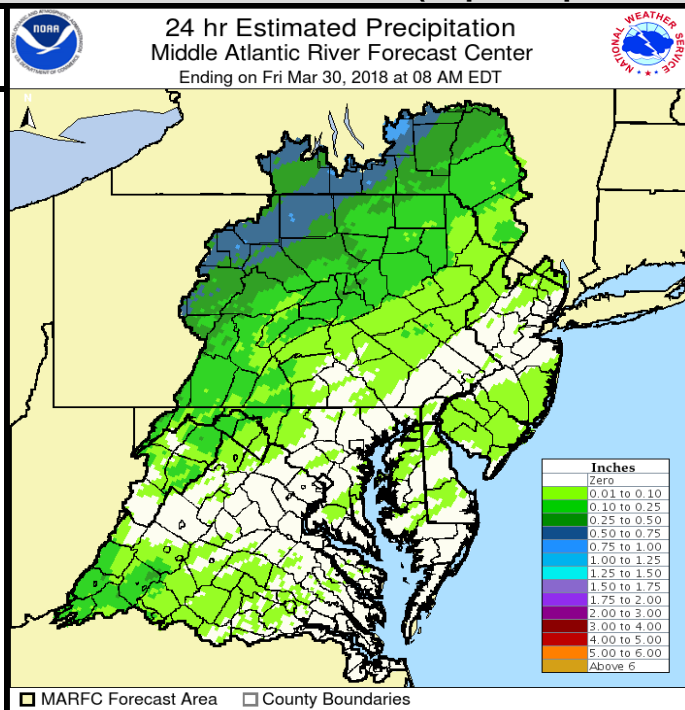 24 hr Estimated Precipitation
Middle Atlantic River Forecast Center
Ending on Fri Mar 30, 2018 at 08 AM EDT
NOAA
NATIONAL WEATHER SERVICE
N
Inches
Zero
0.01 to 0.10
0.10 to 0.25
0.25 to 0.50
0.50 to 0.75
0.75 to 1.00
1.00 to 1.25
1.25 to 1.50
1.50 to 1.75
1.75 to 2.00
2.00 to 3.00
3.00 to 4.00
4.00 to 5.00
5.00 to 6.00
Above 6
MARFC Forecast Area County Boundaries